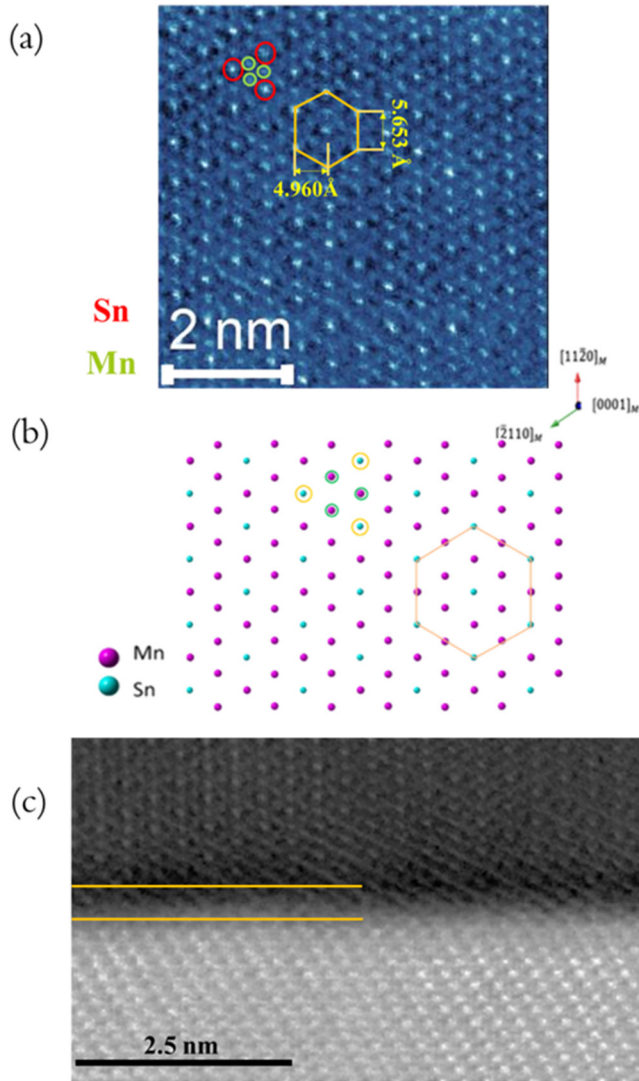 (a)
5.653 Å
4.960Å
Sn
Mn
2 nm
[112̄0]M
[0001]M
[2̄110]M
(b)
Mn
Sn
(c)
2.5 nm